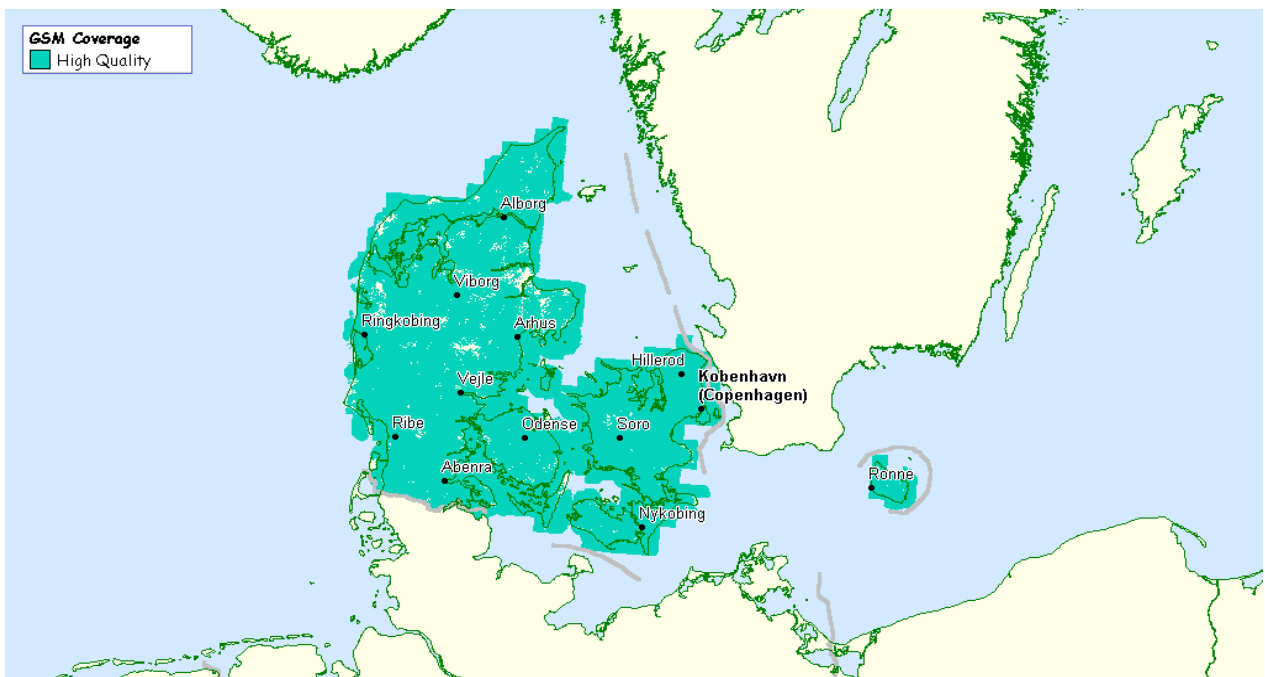 GSM Coverage
High Quality
Alborg
Viborg
Ringkobing
Arhus
Hillerod
Vejle
Kobenhavn
(Copenhagen)
Ribe
Odense
Soro
Abenra
Ronne
Nykobing